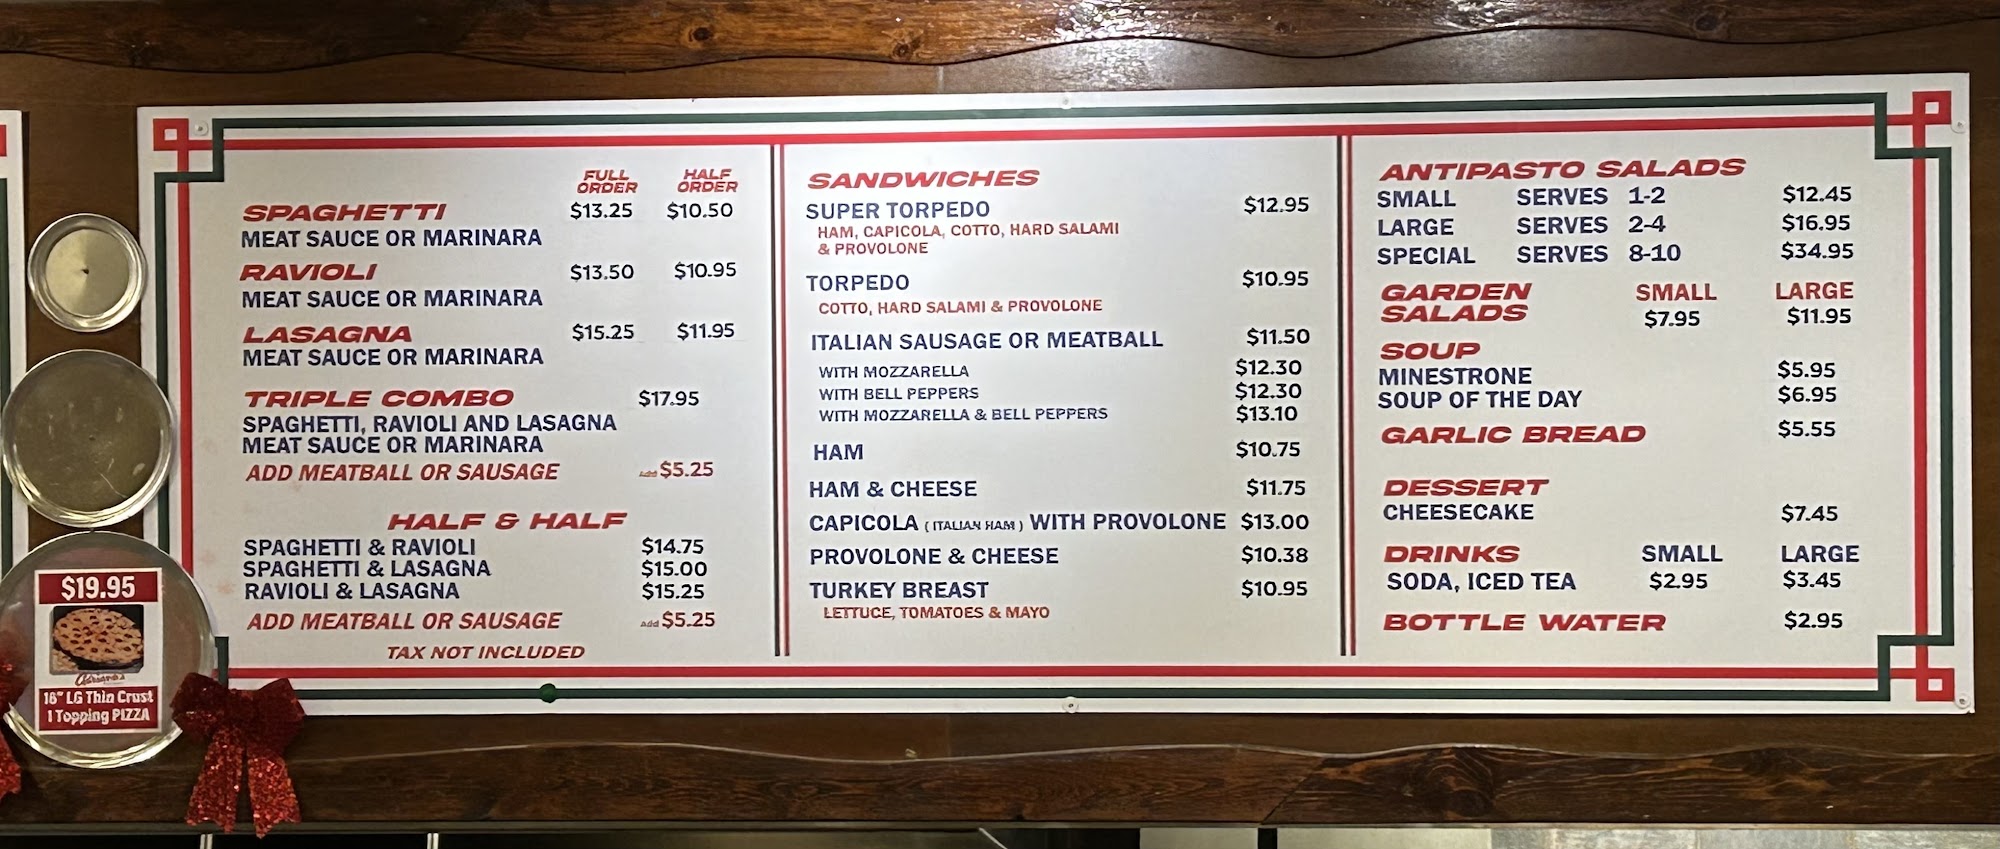 FULL ORDER HALF ORDER
SPAGHETTI $13.25 $10.50
MEAT SAUCE OR MARINARA
RAVIOLI $13.50 $10.95
MEAT SAUCE OR MARINARA
LASAGNA $15.25 $11.95
MEAT SAUCE OR MARINARA
TRIPLE COMBO $17.95
SPAGHETTI, RAVIOLI AND LASAGNA
MEAT SAUCE OR MARINARA
ADD MEATBALL OR SAUSAGE Add $5.25
HALF & HALF
SPAGHETTI & RAVIOLI $14.75
SPAGHETTI & LASAGNA $15.00
RAVIOLI & LASAGNA $15.25
ADD MEATBALL OR SAUSAGE Add $5.25
TAX NOT INCLUDED
SANDWICHES
SUPER TORPEDO $12.95
HAM, CAPICOLA, COTTO, HARD SALAMI
& PROVOLONE
TORPEDO $10.95
COTTO, HARD SALAMI & PROVOLONE
ITALIAN SAUSAGE OR MEATBALL $11.50
WITH MOZZARELLA $12.30
WITH BELL PEPPERS $12.30
WITH MOZZARELLA & BELL PEPPERS $13.10
HAM $10.75
HAM & CHEESE $11.75
CAPICOLA ( ITALIAN HAM ) WITH PROVOLONE $13.00
PROVOLONE & CHEESE $10.38
TURKEY BREAST $10.95
LETTUCE, TOMATOES & MAYO
ANTIPASTO SALADS
SMALL SERVES 1-2 $12.45
LARGE SERVES 2-4 $16.95
SPECIAL SERVES 8-10 $34.95
GARDEN SMALL LARGE
SALADS $7.95 $11.95
SOUP
MINESTRONE $5.95
SOUP OF THE DAY $6.95
GARLIC BREAD $5.55
DESSERT
CHEESECAKE $7.45
DRINKS SMALL LARGE
SODA, ICED TEA $2.95 $3.45
BOTTLE WATER $2.95
$19.95
16" LG Thin Crust
1 Topping PIZZA